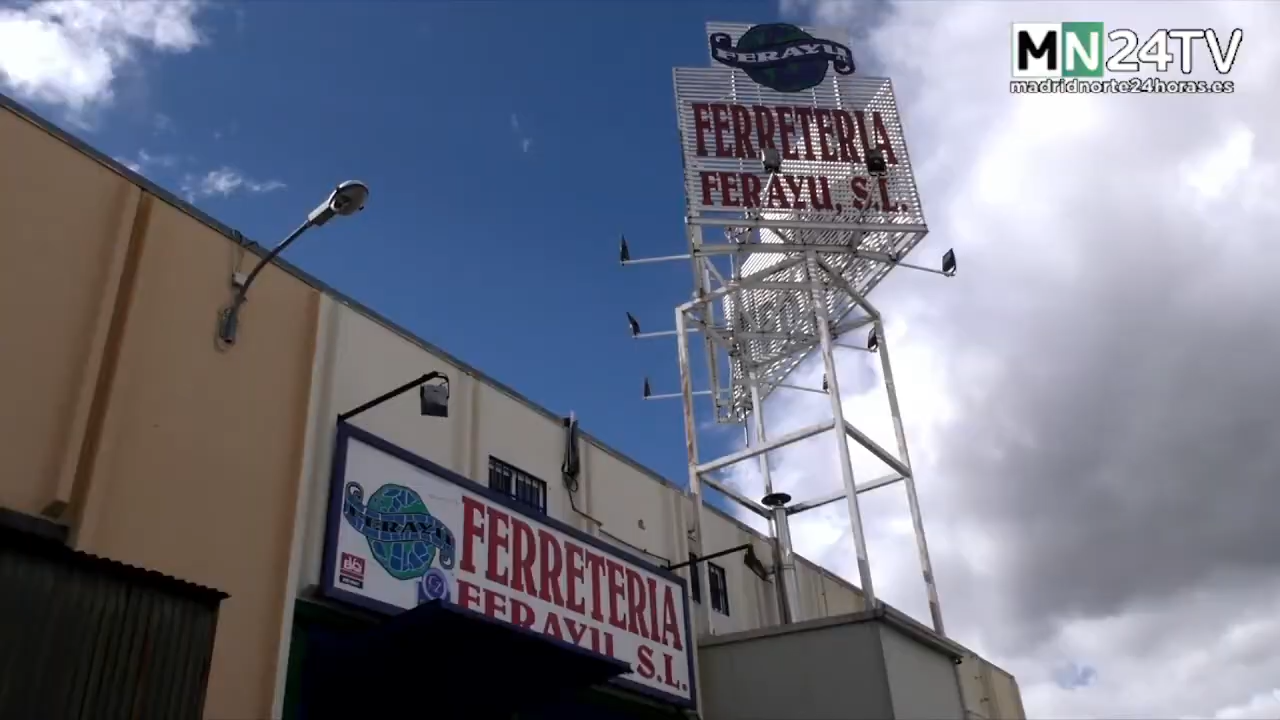 MN24TV
madridnorte24horas.es
FERAYU
FERRETERIA
FERAYU, S.L.
FERAYU
FERRETERIA
FERAYU, S.L.